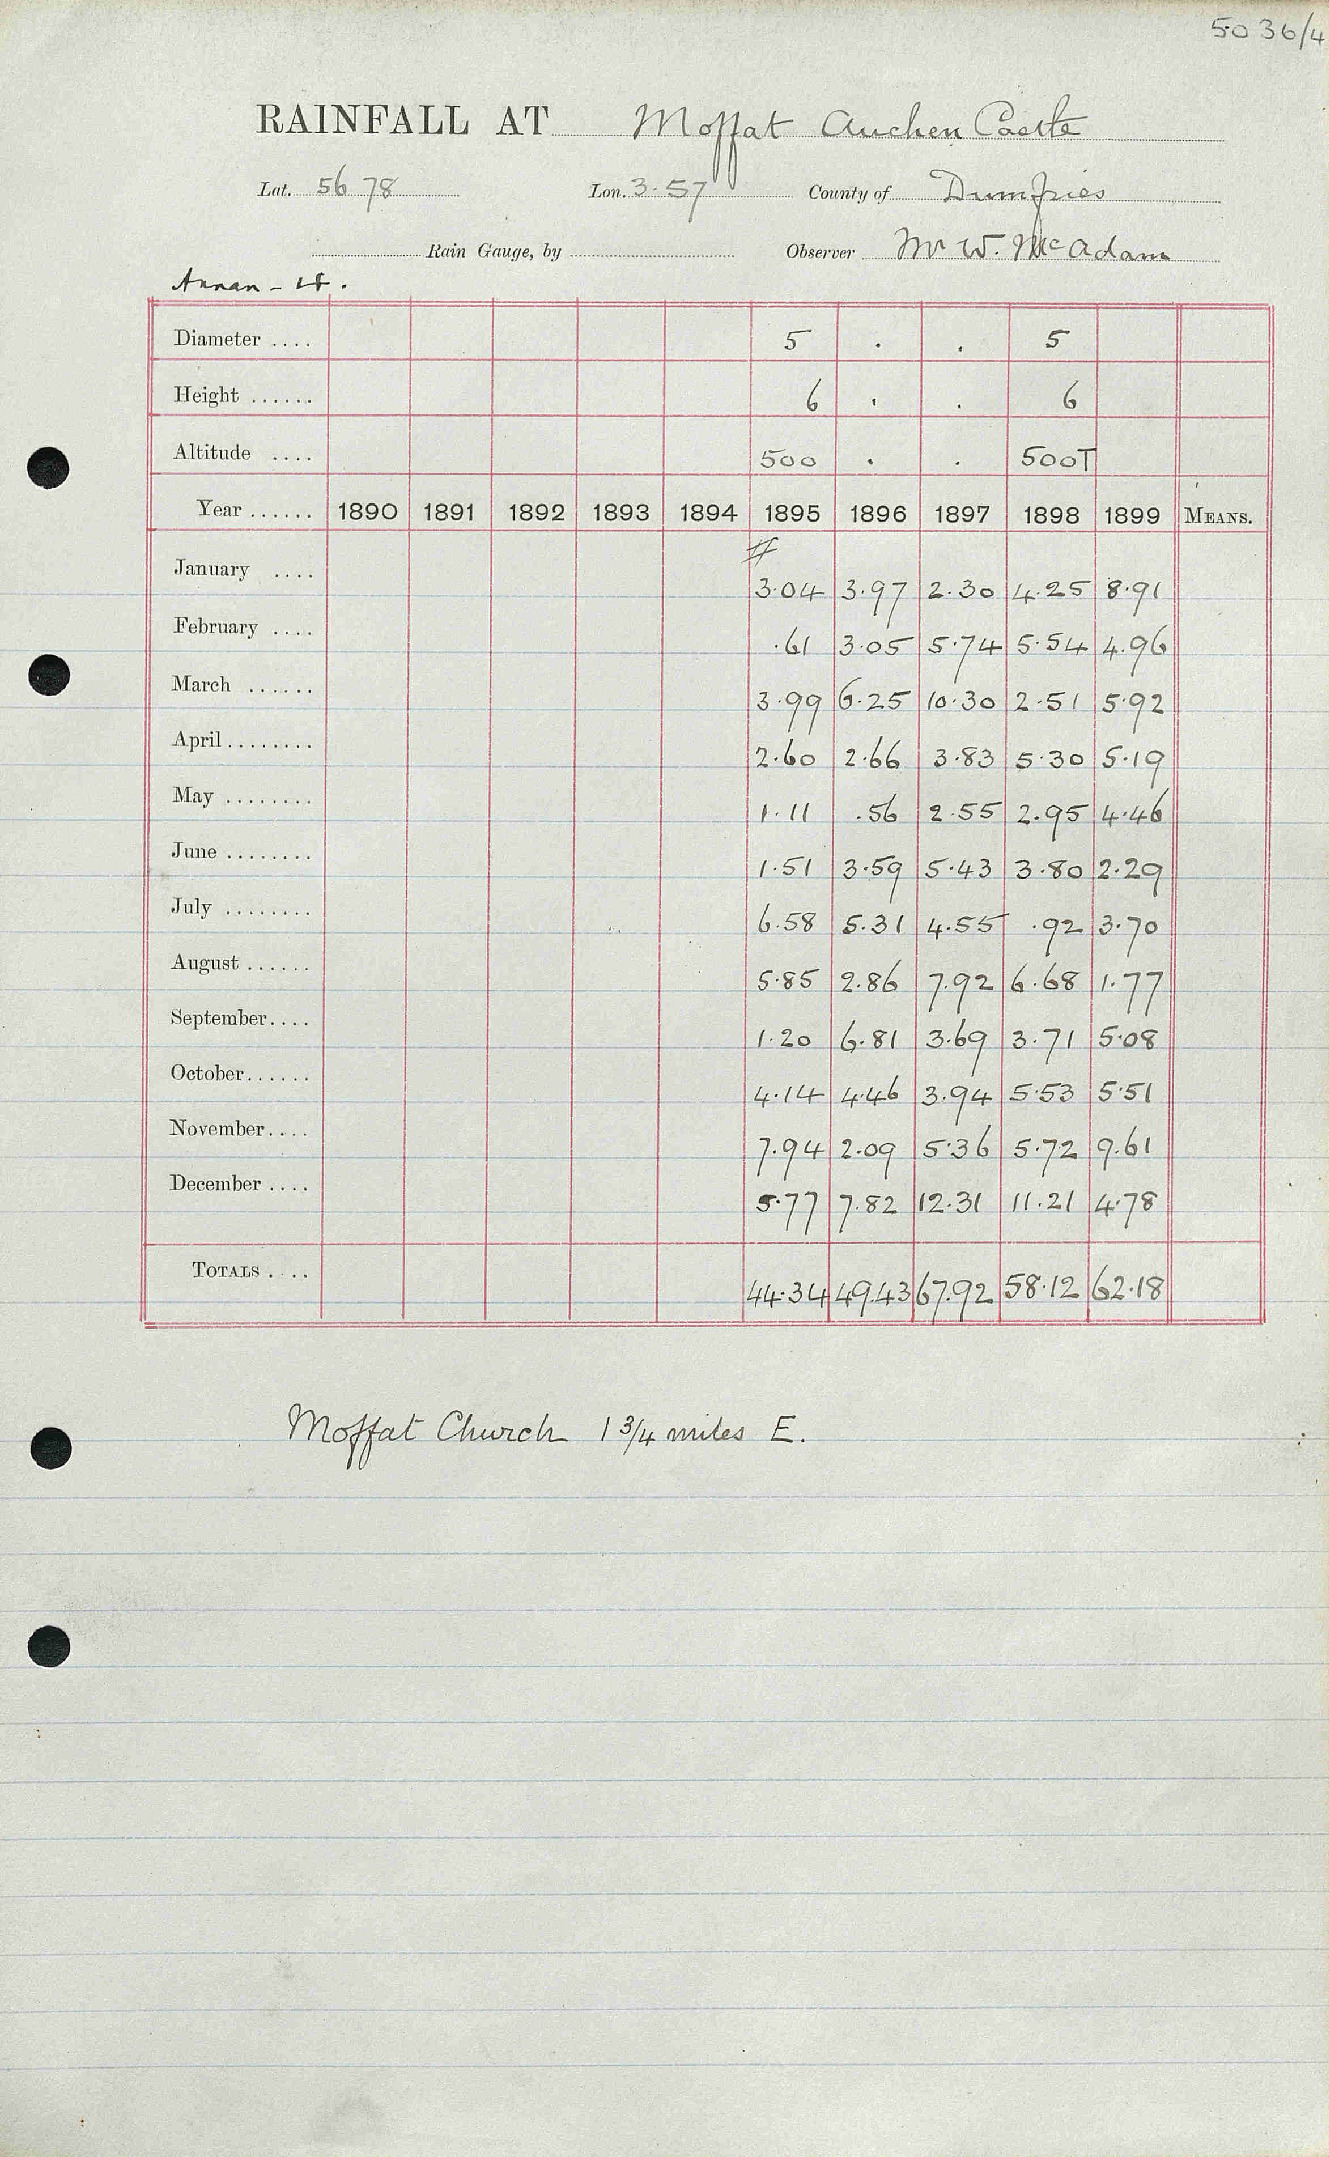 5036/4
RAINFALL AT Moffat Auchen Castle
Lat. 56 78 Lon. 3.57 County of Dumfries
Rain Gauge, by Observer Mr W. McAdam
Annan -
Diameter .... 5 . . 5
Height ...... 6 . . 6
Altitude .... 500 . . 500T
Year ...... 1890 1891 1892 1893 1894 1895 1896 1897 1898 1899 MEANS.
January .... 3.04 3.97 2.30 4.25 8.91
February .... .61 3.05 5.74 5.54 4.96
March ...... 3.99 6.25 10.30 2.51 5.92
April ........ 2.60 2.66 3.83 5.30 5.19
May ........ 1.11 .56 2.55 2.95 4.46
June ........ 1.51 3.59 5.43 3.80 2.29
July ........ 6.58 5.31 4.55 .92 3.70
August ...... 5.85 2.86 7.92 6.68 1.77
September.... 1.20 6.81 3.69 3.71 5.08
October...... 4.14 4.46 3.94 5.53 5.51
November.... 7.94 2.09 5.36 5.72 9.61
December .... 5.77 7.82 12.31 11.21 4.78
TOTALS .... 44.34 49.43 67.92 58.12 62.18
Moffat Church 1 3/4 miles E.